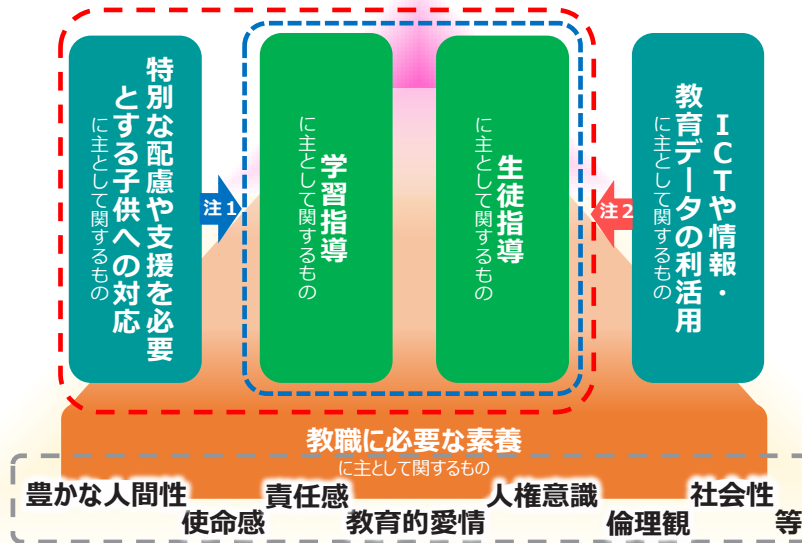 特別な配慮や支援を必要
とする子供への対応
に主として関するもの
注1
学習指導
に主として関するもの
生徒指導
に主として関するもの
注2
ICTや情報・
教育データの利活用
に主として関するもの
教職に必要な素養
に主として関するもの
豊かな人間性
使命感
責任感
教育的愛情
人権意識
倫理観
社会性
等